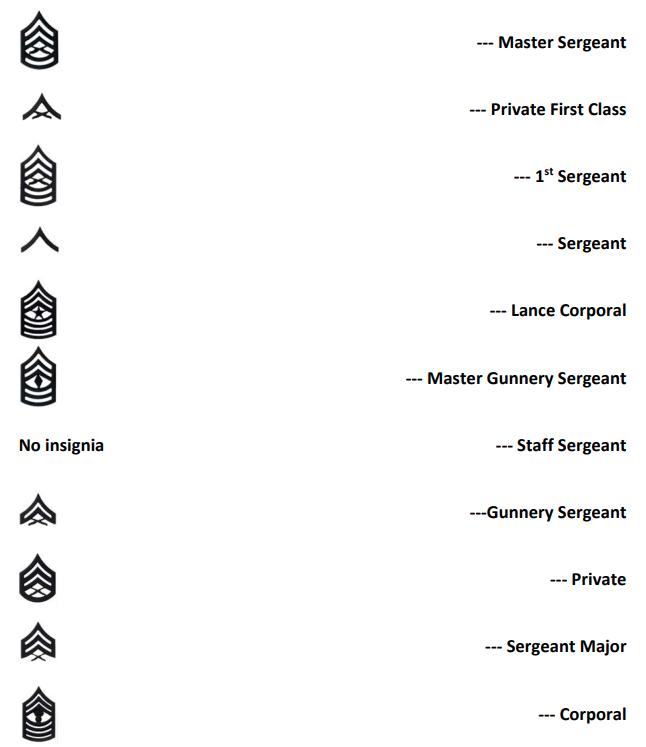 --- Master Sergeant
--- Private First Class
--- 1st Sergeant
--- Sergeant
--- Lance Corporal
--- Master Gunnery Sergeant
No insignia --- Staff Sergeant
---Gunnery Sergeant
--- Private
--- Sergeant Major
--- Corporal